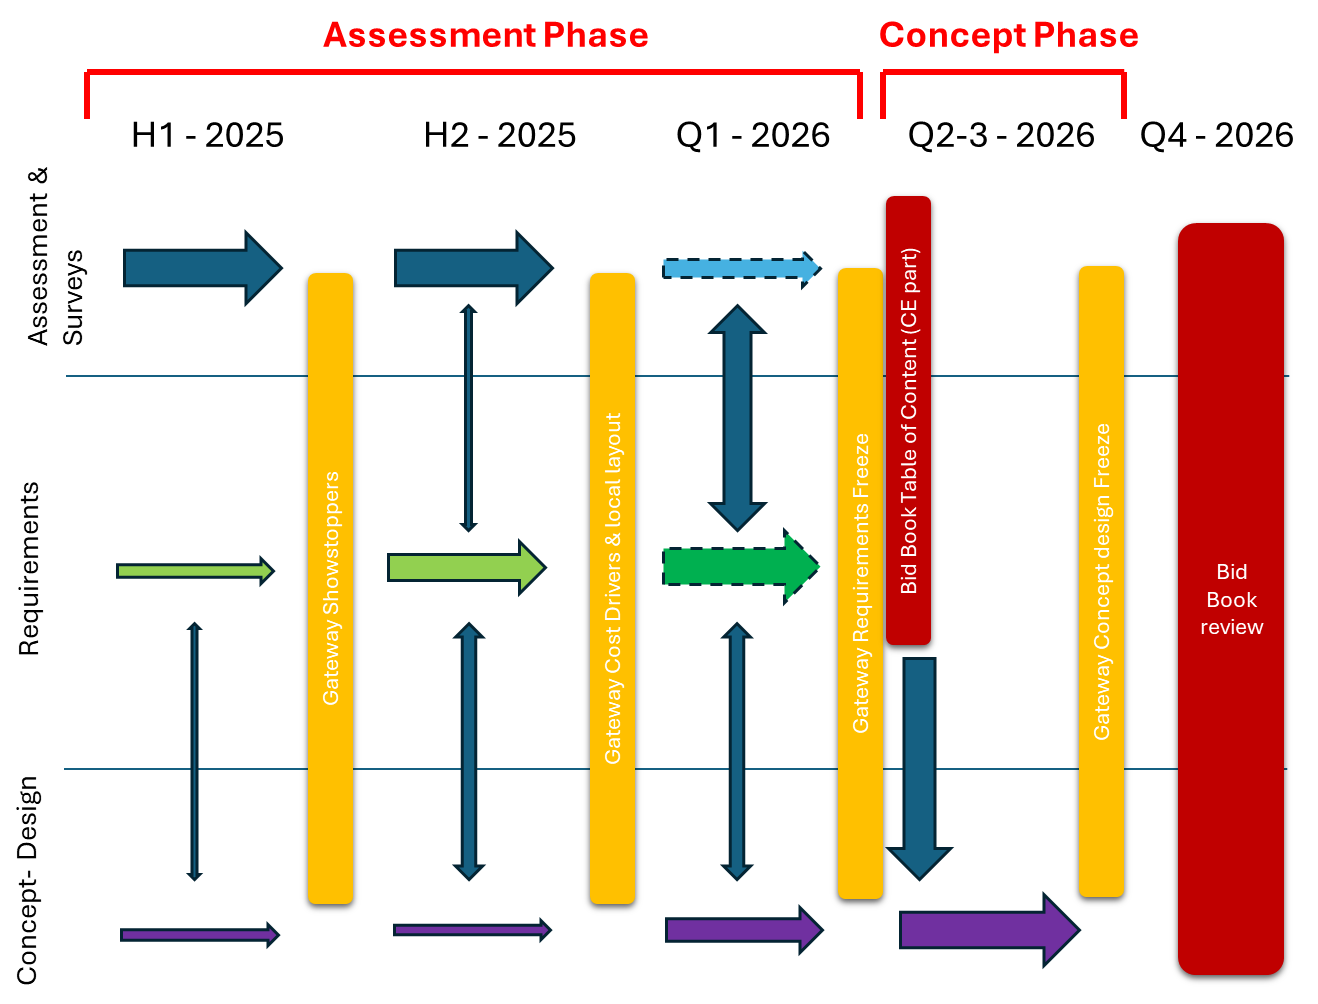 Assessment Phase
Concept Phase
H1 - 2025
H2 - 2025
Q1 - 2026
Q2-3 - 2026
Q4 - 2026
Assessment &
Surveys
Requirements
Concept- Design
Gateway Showstoppers
Gateway Cost Drivers & local layout
Gateway Requirements Freeze
Bid Book Table of Content (CE part)
Gateway Concept design Freeze
Bid
Book
review